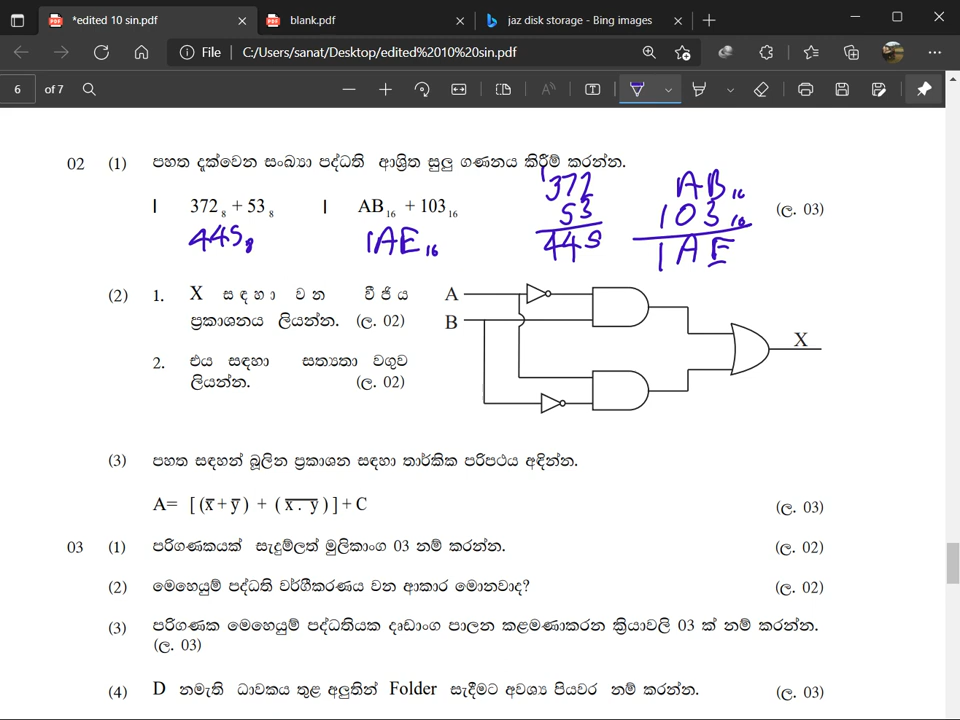 *edited 10 sin.pdf
blank.pdf
jaz disk storage - Bing images
File C:/Users/sanat/Desktop/edited%2010%20sin.pdf
6 of 7
02 (1) පහත දැක්වෙන සංඛ්‍යා පද්ධති ආශ්‍රිත සුලු ගණනය කිරීම් කරන්න.
1
372
53
445
AB₁₆
103₁₆
1AE
I 372₈ + 53₈ I AB₁₆ + 103₁₆ (ල. 03)
445₈ 1AE₁₆
(2) 1. X සඳහා වන වීජිය
ප්‍රකාශනය ලියන්න. (ල. 02)
2. එය සඳහා සත්‍යතා වගුව
ලියන්න. (ල. 02)
A
B
X
(3) පහත සඳහන් බූලින ප්‍රකාශන සඳහා තාර්කික පරිපථය අඳින්න.
A= [ (x̅ + y̅ ) + ( x̅ ̅.̅ ̅y̅ ) ] + C (ල. 03)
03 (1) පරිගණකයක් සැදුම්ලත් මූලිකාංග 03 නම් කරන්න. (ල. 02)
(2) මෙහෙයුම් පද්ධති වර්ගීකරණය වන ආකාර මොනවාද? (ල. 02)
(3) පරිගණක මෙහෙයුම් පද්ධතියක දෘඩාංග පාලන කළමණාකරන ක්‍රියාවලි 03 ක් නම් කරන්න.
(ල. 03)
(4) D නමැති ධාවකය තුළ අලුතින් Folder සැදීමට අවශ්‍ය පියවර නම් කරන්න. (ල. 03)